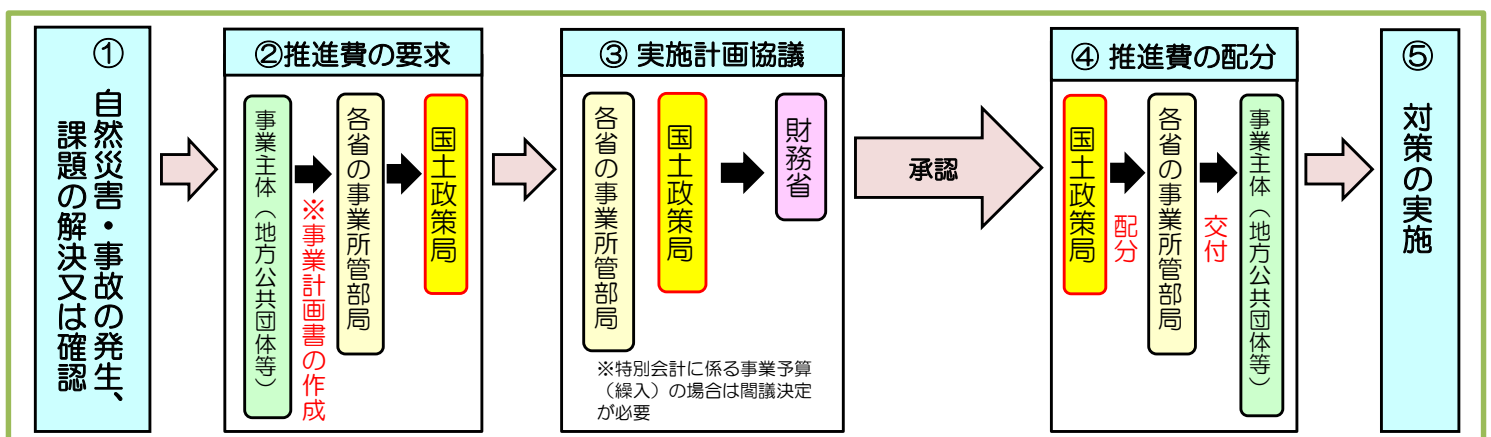 ①
自然災害・事故の発生、
課題の解決又は確認
②推進費の要求
事業主体(地方公共団体等)
※事業計画書の作成
各省の事業所管部局
国土政策局
③ 実施計画協議
各省の事業所管部局
国土政策局
財務省
※特別会計に係る事業予算
(繰入)の場合は閣議決定
が必要
承認
④ 推進費の配分
国土政策局
配分
各省の事業所管部局
交付
事業主体(地方公共団体等)
⑤
対策の実施